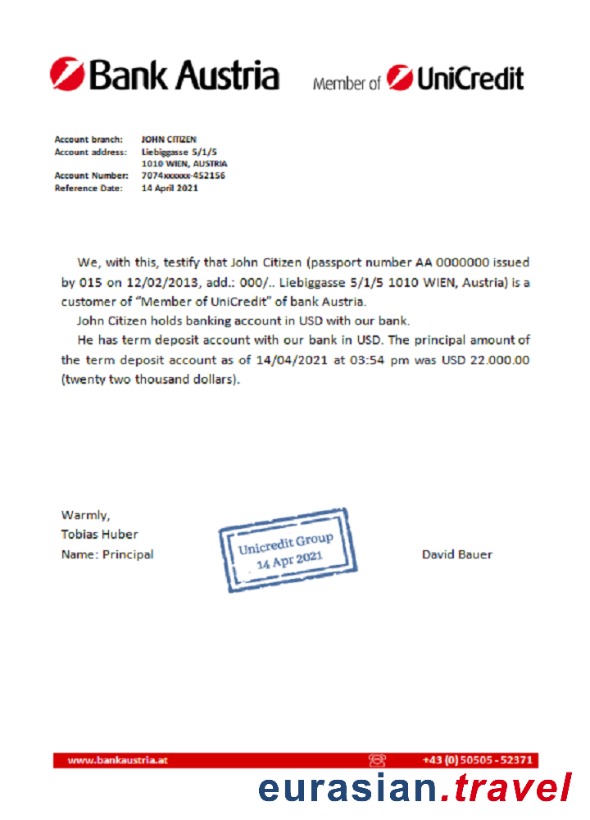 Bank Austria Member of UniCredit
Account branch: JOHN CITIZEN
Account address: Liebiggasse 5/1/5
1010 WIEN, AUSTRIA
Account Number: 7074xxxxxx-452156
Reference Date: 14 April 2021
We, with this, testify that John Citizen (passport number AA 0000000 issued
by 015 on 12/02/2013, add.: 000/.. Liebiggasse 5/1/5 1010 WIEN, Austria) is a
customer of “Member of UniCredit” of bank Austria.
John Citizen holds banking account in USD with our bank.
He has term deposit account with our bank in USD. The principal amount of
the term deposit account as of 14/04/2021 at 03:54 pm was USD 22.000.00
(twenty two thousand dollars).
Warmly,
Tobias Huber
Name: Principal
Unicredit Group
14 Apr 2021
David Bauer
www.bankaustria.at +43 (0) 50505 - 52371
eurasian.travel